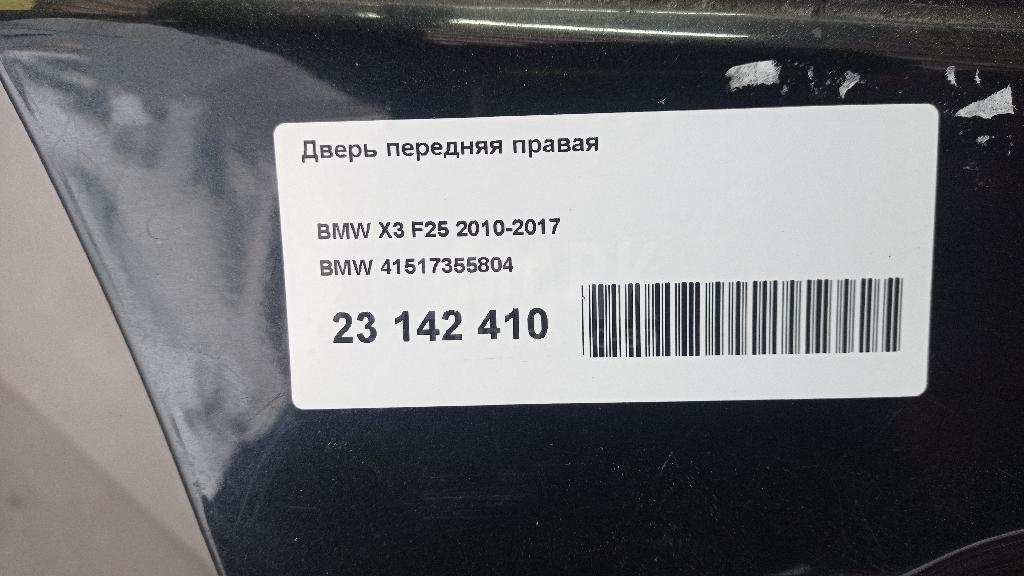 Дверь передняя правая
BMW X3 F25 2010-2017
BMW 41517355804
23 142 410